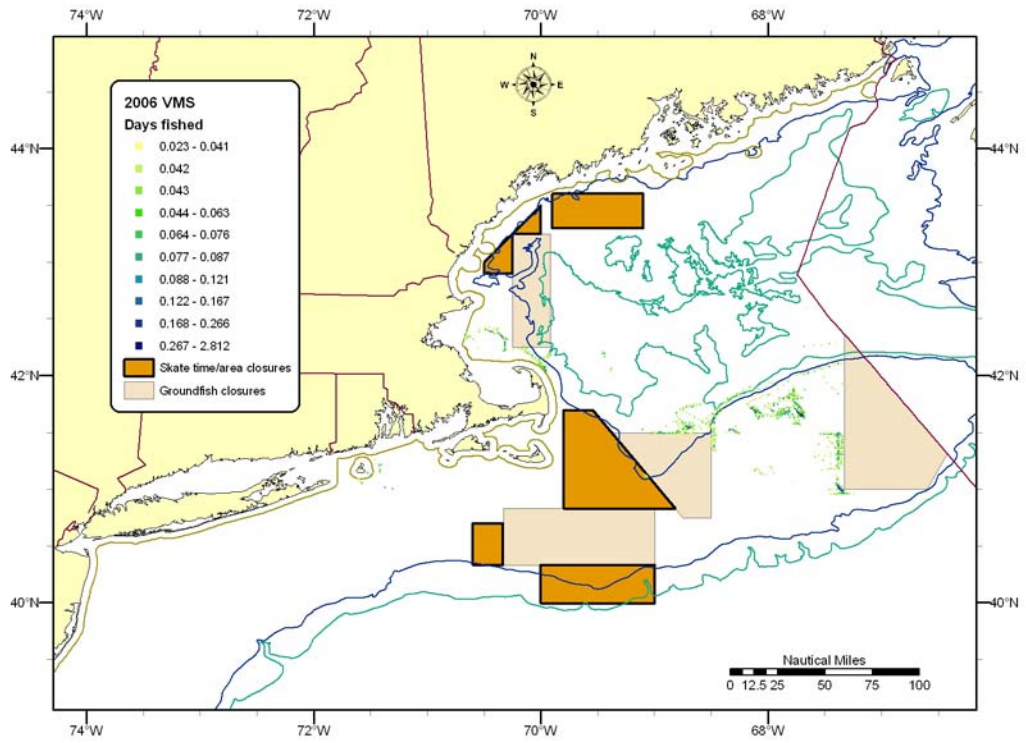 74°W 72°W 70°W 68°W
N
W E
S
2006 VMS
Days fished
0.023 - 0.041
0.042
0.043
0.044 - 0.063
0.064 - 0.076
0.077 - 0.087
0.088 - 0.121
0.122 - 0.167
0.168 - 0.266
0.267 - 2.812
Skate time/area closures
Groundfish closures
44°N 44°N
42°N 42°N
40°N 40°N
Nautical Miles
0 12.5 25 50 75 100
74°W 72°W 70°W 68°W